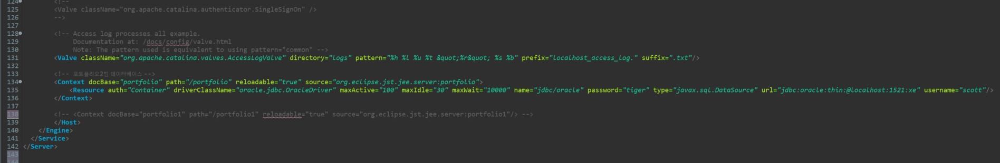 124 <!--
125 <Valve className="org.apache.catalina.authenticator.SingleSignOn" />
126 -->
127
128 <!-- Access log processes all example.
129 Documentation at: /docs/config/valve.html
130 Note: The pattern used is equivalent to using pattern="common" -->
131 <Valve className="org.apache.catalina.valves.AccessLogValve" directory="logs" pattern="%h %l %u %t &quot;%r&quot; %s %b" prefix="localhost_access_log." suffix=".txt"/>
132
133 <!-- 포트폴리오2팀 데이터베이스 -->
134 <Context docBase="portfolio" path="/portfolio" reloadable="true" source="org.eclipse.jst.jee.server:portfolio">
135 <Resource auth="Container" driverClassName="oracle.jdbc.OracleDriver" maxActive="100" maxIdle="30" maxWait="10000" name="jdbc/oracle" password="tiger" type="javax.sql.DataSource" url="jdbc:oracle:thin:@localhost:1521:xe" username="scott"/>
136 </Context>
137
138 <!-- <Context docBase="portfolio1" path="/portfolio1" reloadable="true" source="org.eclipse.jst.jee.server:portfolio1"/> -->
139 </Host>
140 </Engine>
141 </Service>
142 </Server>
143
144